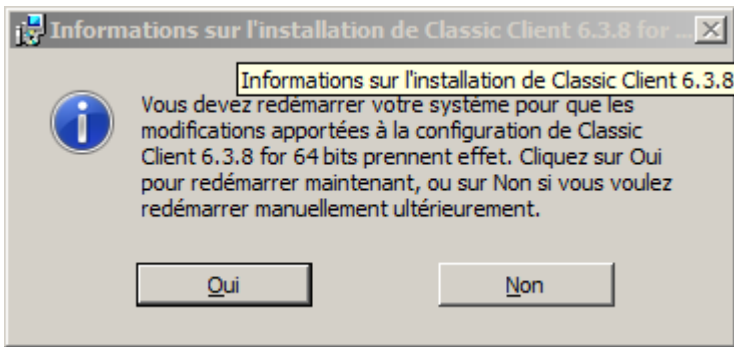 Informations sur l'installation de Classic Client 6.3.8 for ...
Informations sur l'installation de Classic Client 6.3.8
Vous devez redémarrer votre système pour que les
modifications apportées à la configuration de Classic
Client 6.3.8 for 64 bits prennent effet. Cliquez sur Oui
pour redémarrer maintenant, ou sur Non si vous voulez
redémarrer manuellement ultérieurement.
Oui
Non